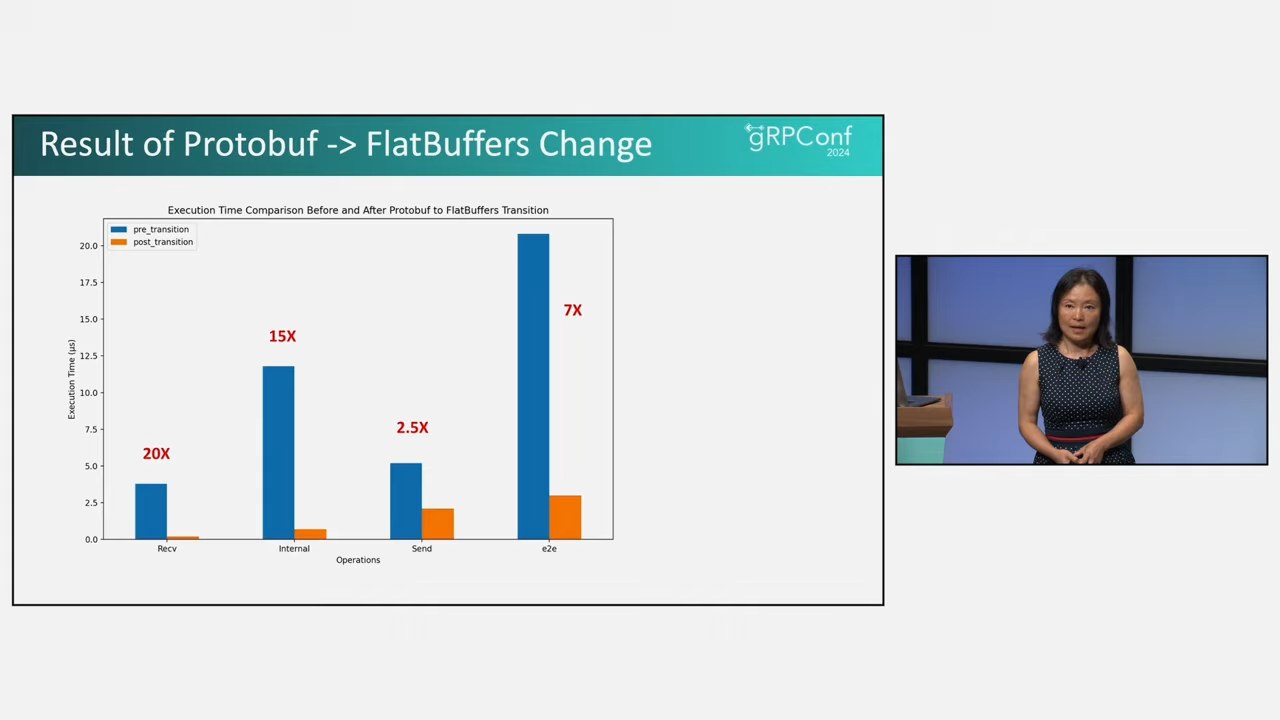 Result of Protobuf -> FlatBuffers Change
gRPConf
2024
Execution Time Comparison Before and After Protobuf to FlatBuffers Transition
pre_transition
post_transition
20.0
17.5
15.0
12.5
10.0
7.5
5.0
2.5
0.0
Execution Time (μs)
20X
15X
2.5X
7X
Recv
Internal
Send
e2e
Operations